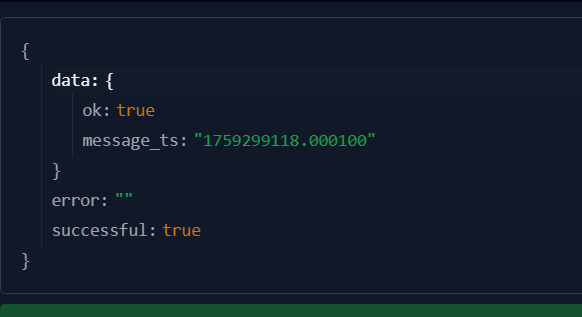 {
data: {
ok: true
message_ts: "1759299118.000100"
}
error: ""
successful: true
}